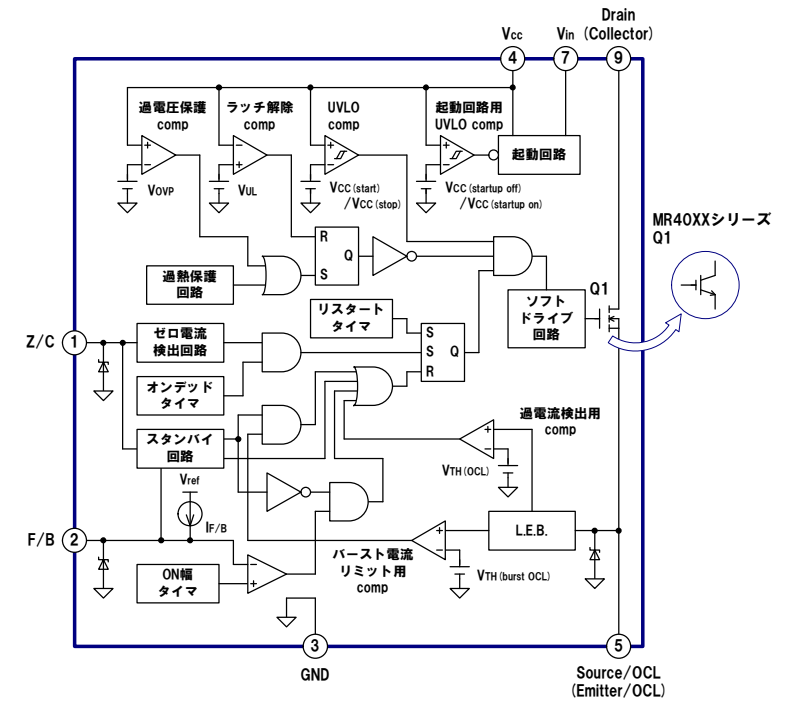 Drain
Vcc Vin (Collector)
4 7 9
過電圧保護
comp
ラッチ解除
comp
UVLO
comp
起動回路用
UVLO comp
+
−
−
+
+
−
+
−
起動回路
VOVP
VUL
VCC (start)
/VCC (stop)
VCC (startup off)
/VCC (startup on)
MR40XXシリーズ
Q1
R
S
Q
過熱保護
回路
Q1
ソフト
ドライブ
回路
リスタート
タイマ
S
S
R
Q
Z/C
1
ゼロ電流
検出回路
オンデッド
タイマ
スタンバイ
回路
過電流検出用
comp
+
−
VTH (OCL)
Vref
IF/B
F/B
2
L.E.B.
+
−
バースト電流
リミット用
comp
VTH (burst OCL)
−
+
ON幅
タイマ
3
GND
5
Source/OCL
(Emitter/OCL)